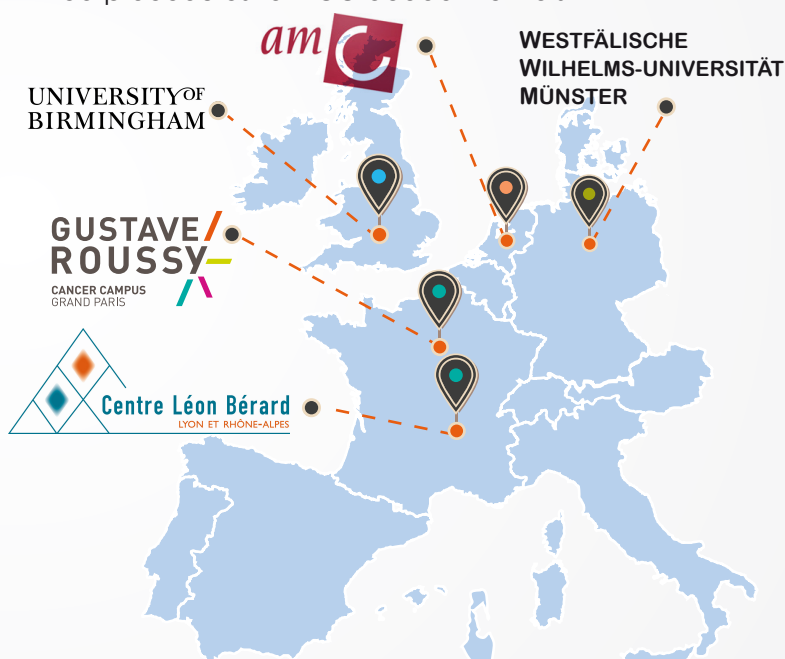 am
WESTFÄLISCHE
WILHELMS-UNIVERSITÄT
MÜNSTER
UNIVERSITY OF
BIRMINGHAM
GUSTAVE
ROUSSY
CANCER CAMPUS
GRAND PARIS
Centre Léon Bérard
LYON ET RHÔNE-ALPES